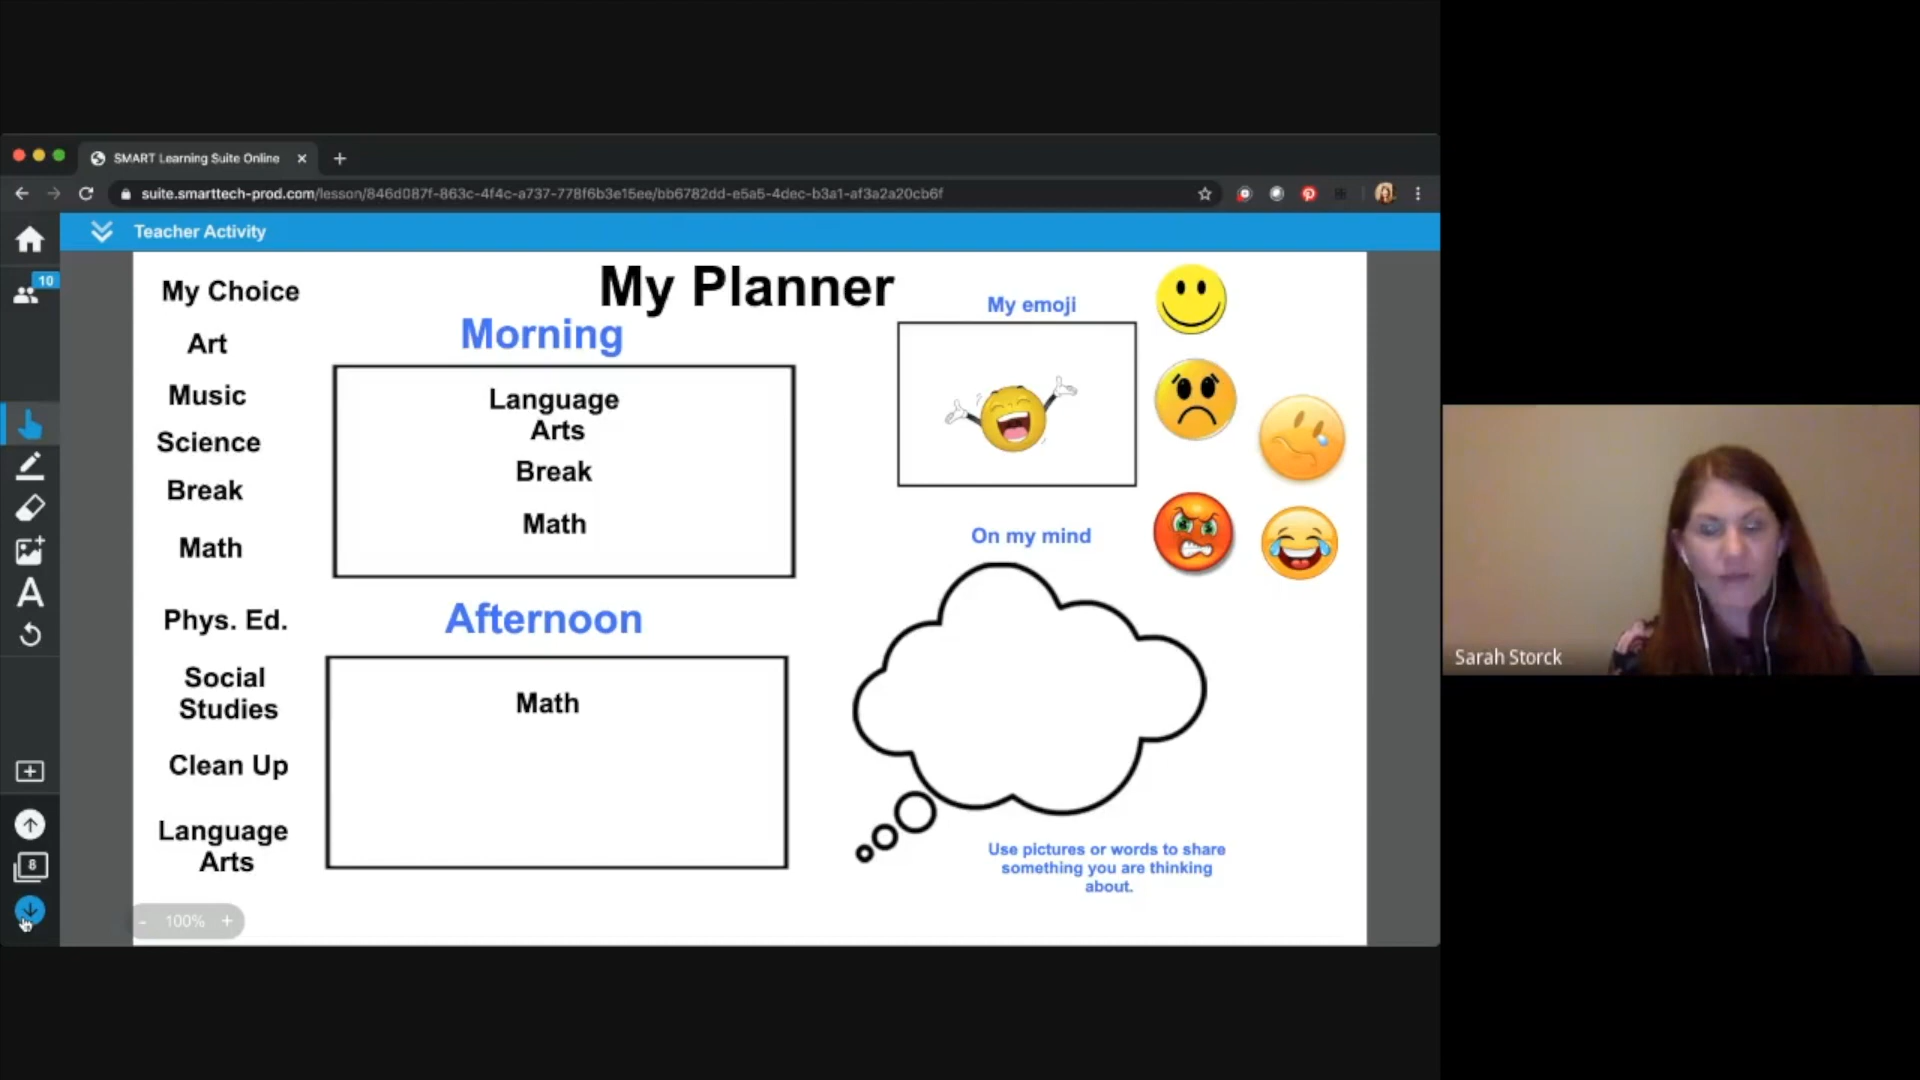 SMART Learning Suite Online
suite.smarttech-prod.com/lesson/846d087f-863c-4f4c-a737-778f6b3e15ee/bb6782dd-e5a5-4dec-b3a1-af3a2a20cb6f
Teacher Activity
10
My Planner
My Choice
Art
Music
Science
Break
Math
Phys. Ed.
Social
Studies
Clean Up
Language
Arts
Morning
Language
Arts
Break
Math
Afternoon
Math
My emoji
On my mind
Use pictures or words to share
something you are thinking
about.
8
- 100% +
Sarah Storck